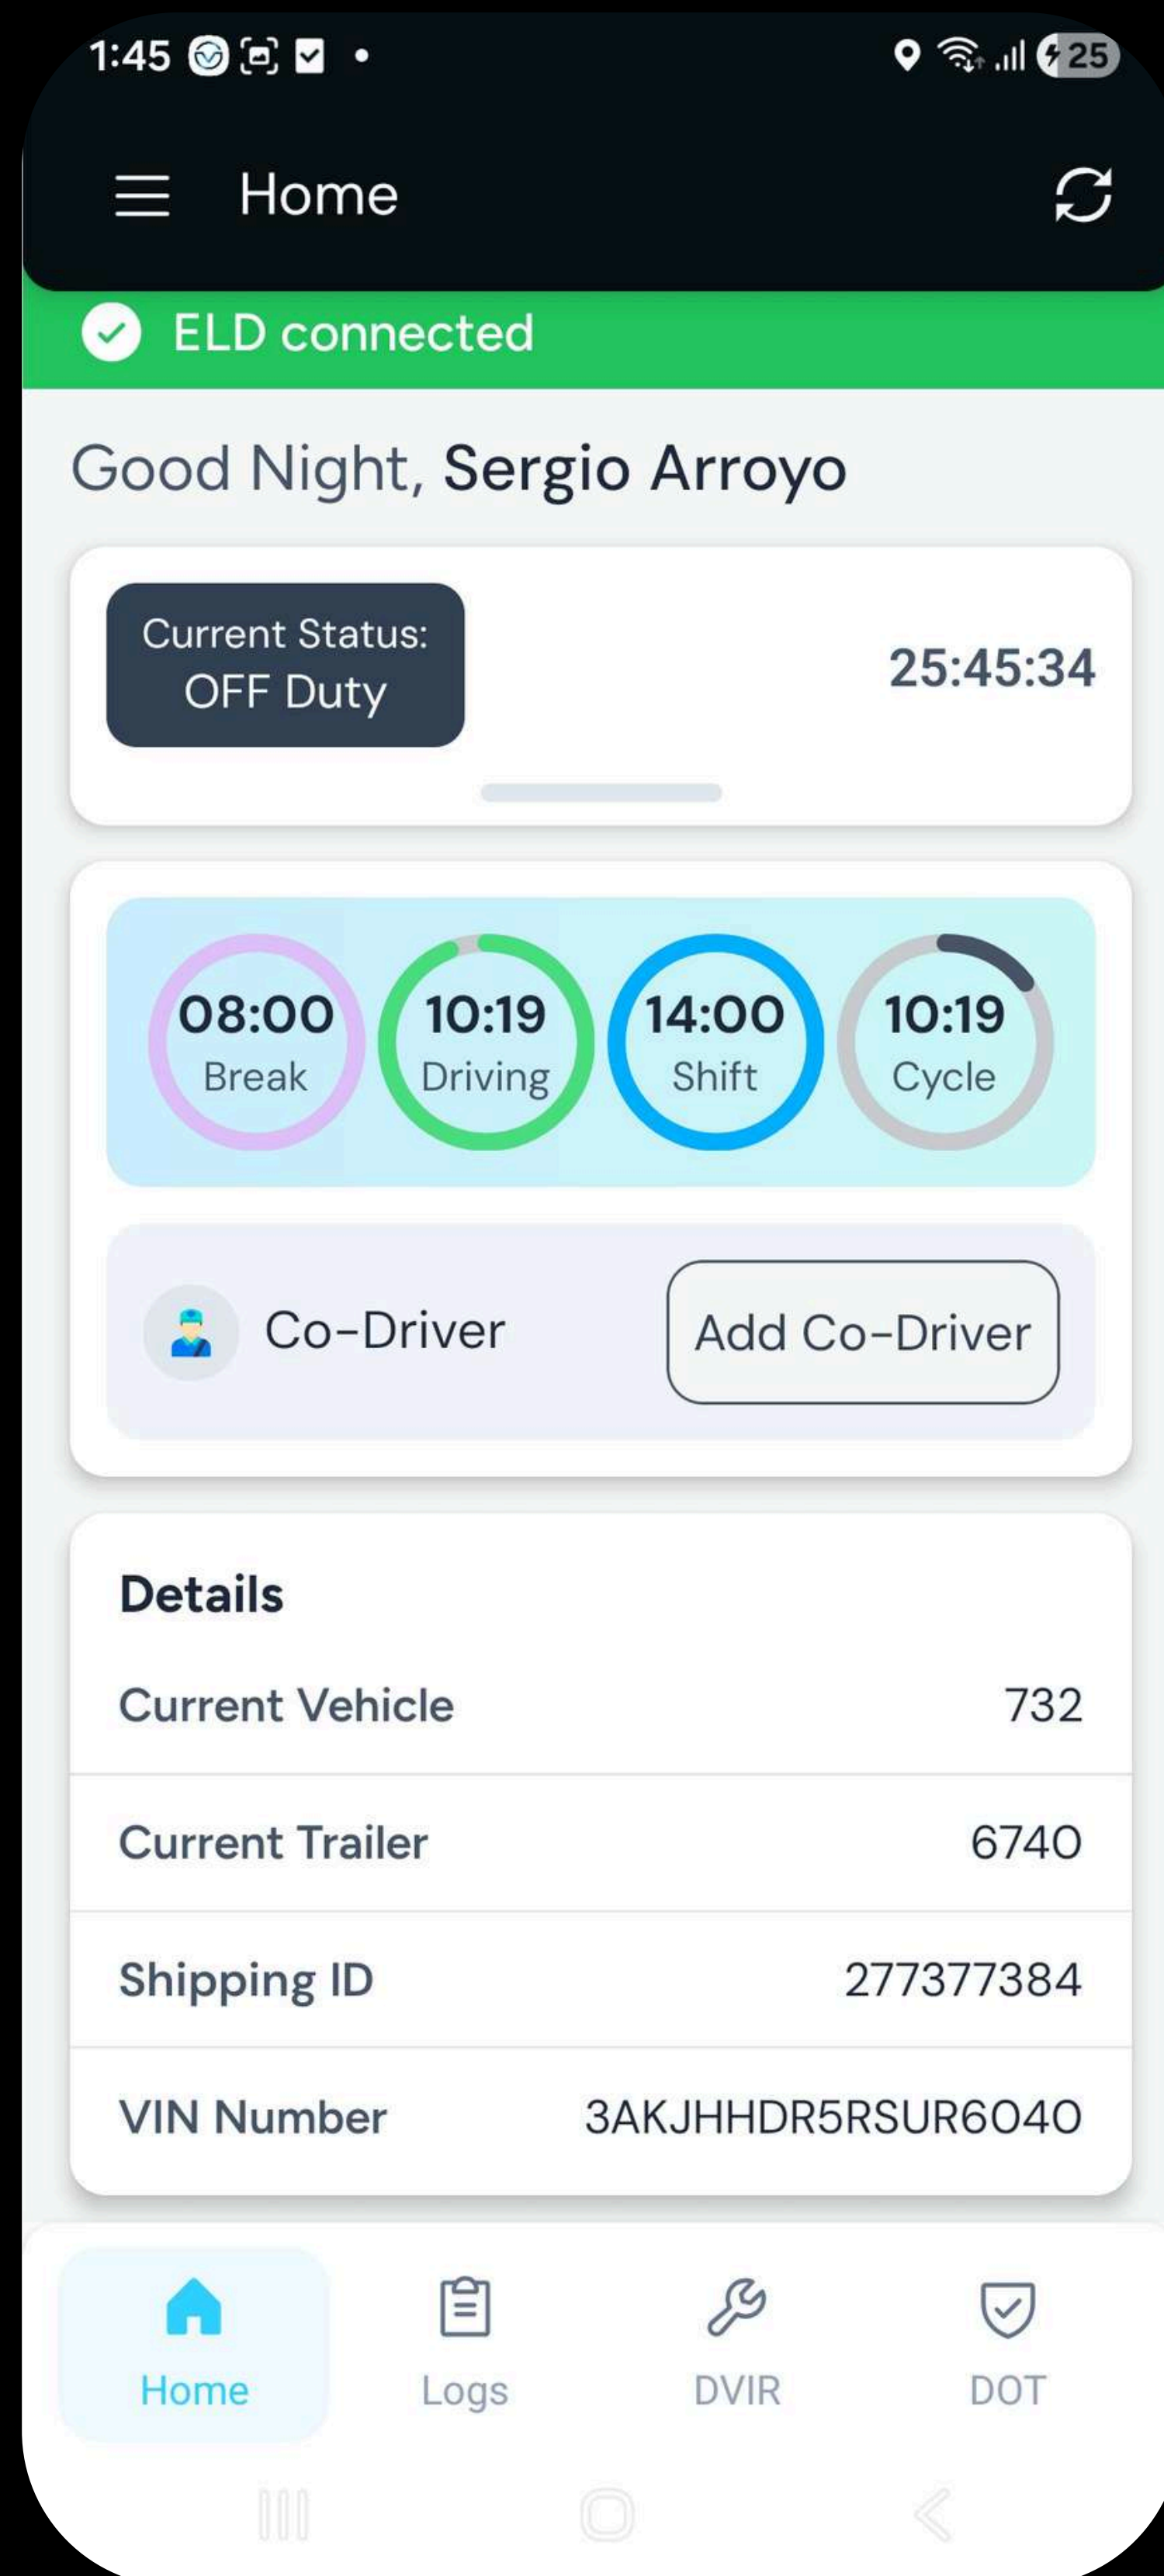 1:45
25
Home
ELD connected
Good Night, Sergio Arroyo
Current Status:
OFF Duty
25:45:34
08:00
Break
10:19
Driving
14:00
Shift
10:19
Cycle
Co-Driver
Add Co-Driver
Details
Current Vehicle 732
Current Trailer 6740
Shipping ID 277377384
VIN Number 3AKJHHDR5RSUR6040
Home
Logs
DVIR
DOT